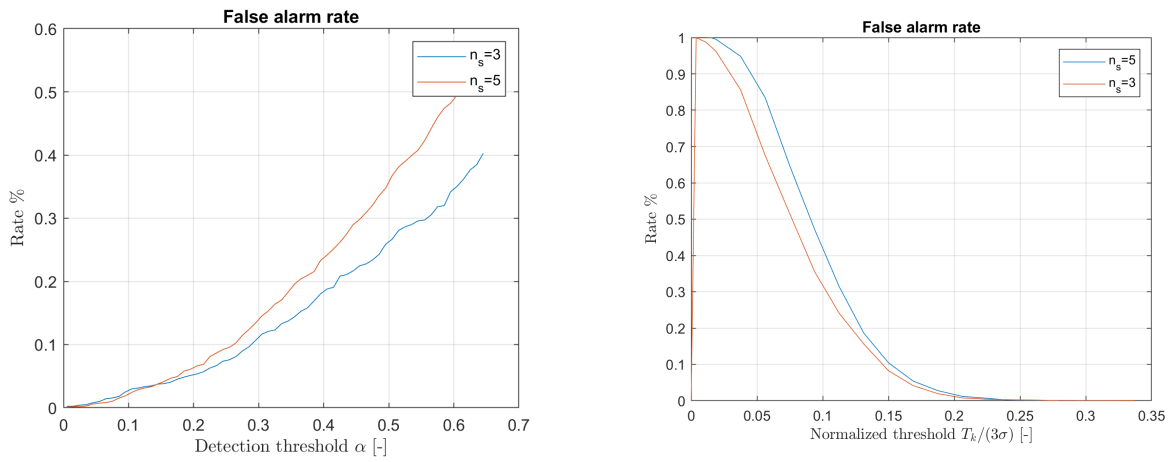 False alarm rate
0.6
0.5
0.4
0.3
0.2
0.1
0
Rate %
n_s=3
n_s=5
0 0.1 0.2 0.3 0.4 0.5 0.6 0.7
Detection threshold α [-]
False alarm rate
1
0.9
0.8
0.7
0.6
0.5
0.4
0.3
0.2
0.1
0
Rate %
n_s=5
n_s=3
0 0.05 0.1 0.15 0.2 0.25 0.3 0.35
Normalized threshold T_k/(3σ) [-]